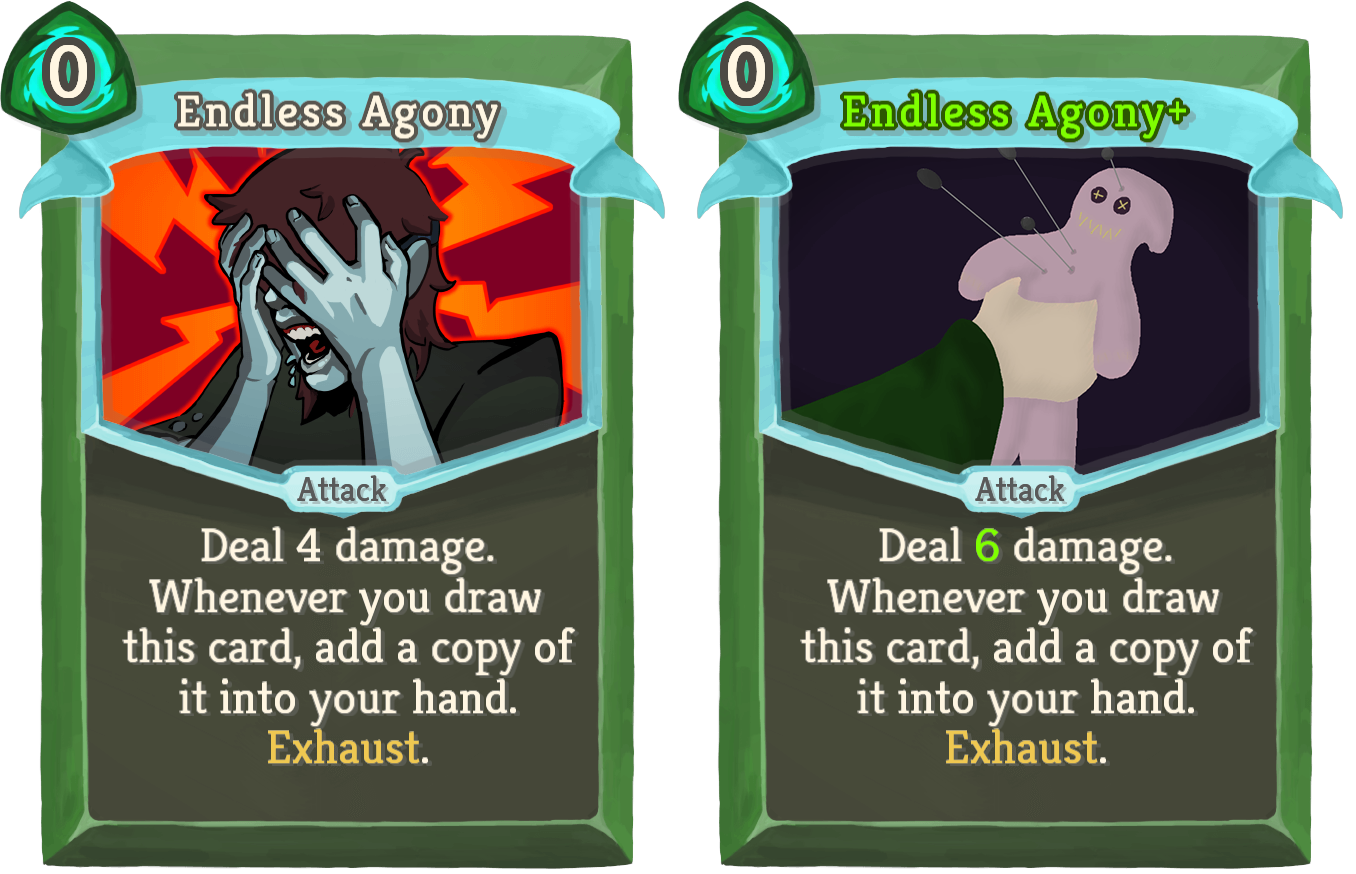 0
Endless Agony
Attack
Deal 4 damage.
Whenever you draw
this card, add a copy of
it into your hand.
Exhaust.
0
Endless Agony+
Attack
Deal 6 damage.
Whenever you draw
this card, add a copy of
it into your hand.
Exhaust.